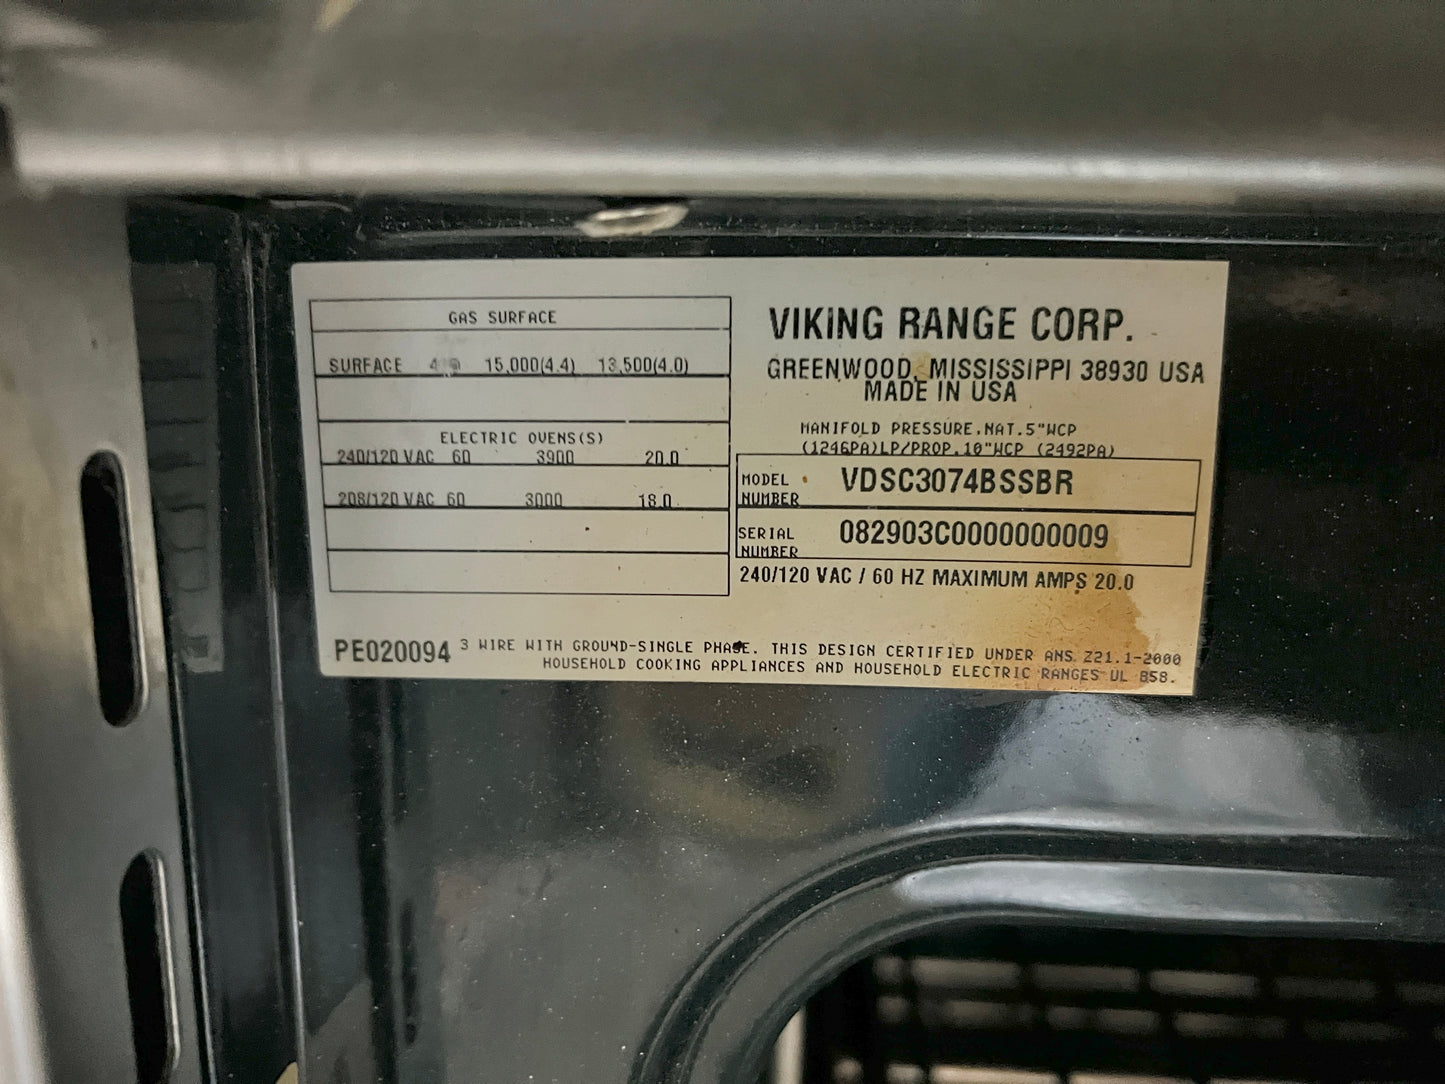 GAS SURFACE
SURFACE 4 15,000(4.4) 13,500(4.0)
ELECTRIC OVENS(S)
240/120 VAC 60 3900 20.0
208/120 VAC 60 3000 18.0
VIKING RANGE CORP.
GREENWOOD, MISSISSIPPI 38930 USA
MADE IN USA
MANIFOLD PRESSURE.NAT.5"WCP
(1246PA)LP/PROP.10"WCP (2492PA)
MODEL NUMBER VDSC3074BSSBR
SERIAL NUMBER 082903C0000000009
240/120 VAC / 60 HZ MAXIMUM AMPS 20.0
PE020094 3 WIRE WITH GROUND-SINGLE PHASE. THIS DESIGN CERTIFIED UNDER ANS. Z21.1-2000
HOUSEHOLD COOKING APPLIANCES AND HOUSEHOLD ELECTRIC RANGES UL 858.